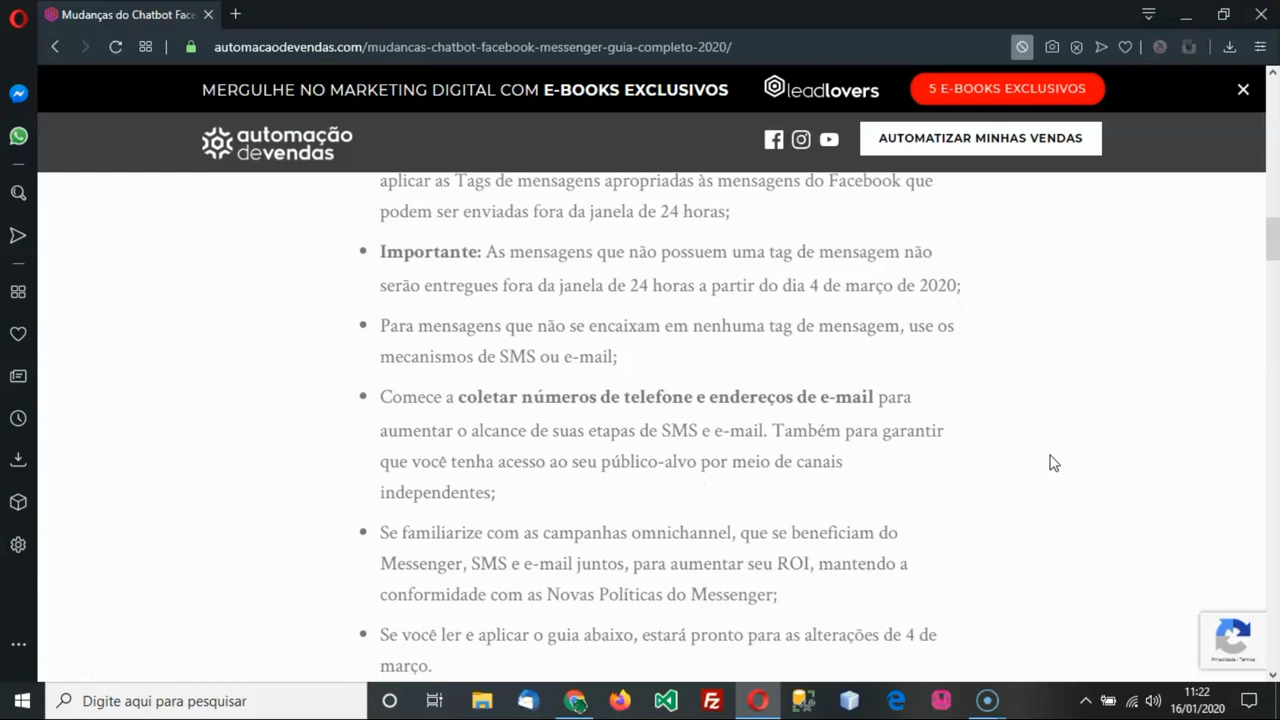 Mudanças do Chatbot Face
automacaodevendas.com/mudancas-chatbot-facebook-messenger-guia-completo-2020/
MERGULHE NO MARKETING DIGITAL COM E-BOOKS EXCLUSIVOS
leadlovers
5 E-BOOKS EXCLUSIVOS
automação
devendas
AUTOMATIZAR MINHAS VENDAS
aplicar as Tags de mensagens apropriadas às mensagens do Facebook que
podem ser enviadas fora da janela de 24 horas;
Importante: As mensagens que não possuem uma tag de mensagem não
serão entregues fora da janela de 24 horas a partir do dia 4 de março de 2020;
Para mensagens que não se encaixam em nenhuma tag de mensagem, use os
mecanismos de SMS ou e-mail;
Comece a coletar números de telefone e endereços de e-mail para
aumentar o alcance de suas etapas de SMS e e-mail. Também para garantir
que você tenha acesso ao seu público-alvo por meio de canais
independentes;
Se familiarize com as campanhas omnichannel, que se beneficiam do
Messenger, SMS e e-mail juntos, para aumentar seu ROI, mantendo a
conformidade com as Novas Políticas do Messenger;
Se você ler e aplicar o guia abaixo, estará pronto para as alterações de 4 de
março.
Privacidade - Termos
Digite aqui para pesquisar
11:22
16/01/2020